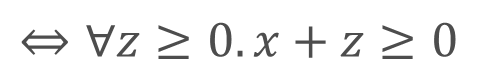 ⇔ ∀z ≥ 0. x + z ≥ 0